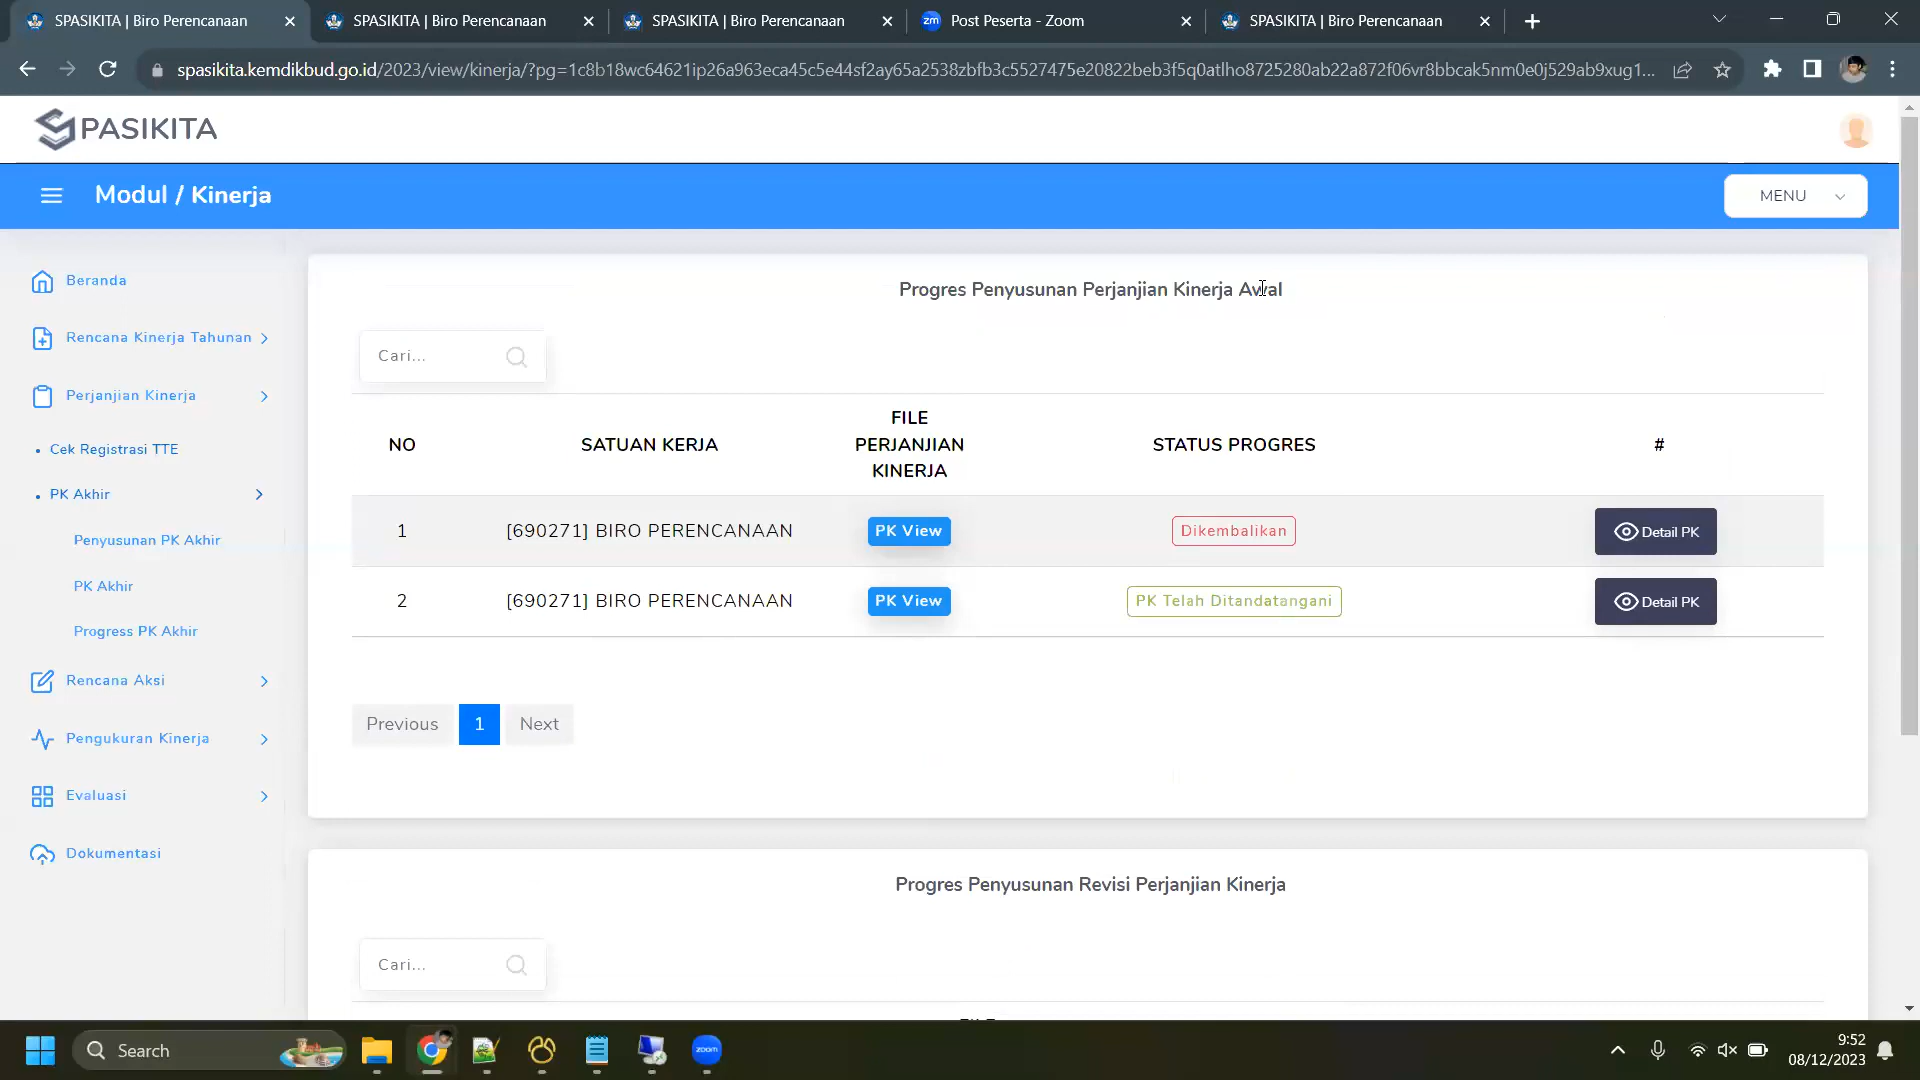 SPASIKITA | Biro Perencanaan
SPASIKITA | Biro Perencanaan
SPASIKITA | Biro Perencanaan
zm Post Peserta - Zoom
SPASIKITA | Biro Perencanaan
spasikita.kemdikbud.go.id/2023/view/kinerja/?pg=1c8b18wc64621ip26a963eca45c5e44sf2ay65a2538zbfb3c5527475e20822beb3f5q0atlho8725280ab22a872f06vr8bbcak5nm0e0j529ab9xug1...
SPASIKITA
Modul / Kinerja
MENU
Beranda
Rencana Kinerja Tahunan
Perjanjian Kinerja
Cek Registrasi TTE
PK Akhir
Penyusunan PK Akhir
PK Akhir
Progress PK Akhir
Rencana Aksi
Pengukuran Kinerja
Evaluasi
Dokumentasi
Progres Penyusunan Perjanjian Kinerja Awal
Cari...
NO SATUAN KERJA FILE PERJANJIAN KINERJA STATUS PROGRES #
1 [690271] BIRO PERENCANAAN PK View Dikembalikan Detail PK
2 [690271] BIRO PERENCANAAN PK View PK Telah Ditandatangani Detail PK
Previous 1 Next
Progres Penyusunan Revisi Perjanjian Kinerja
Cari...
Search
zoom
9:52
08/12/2023